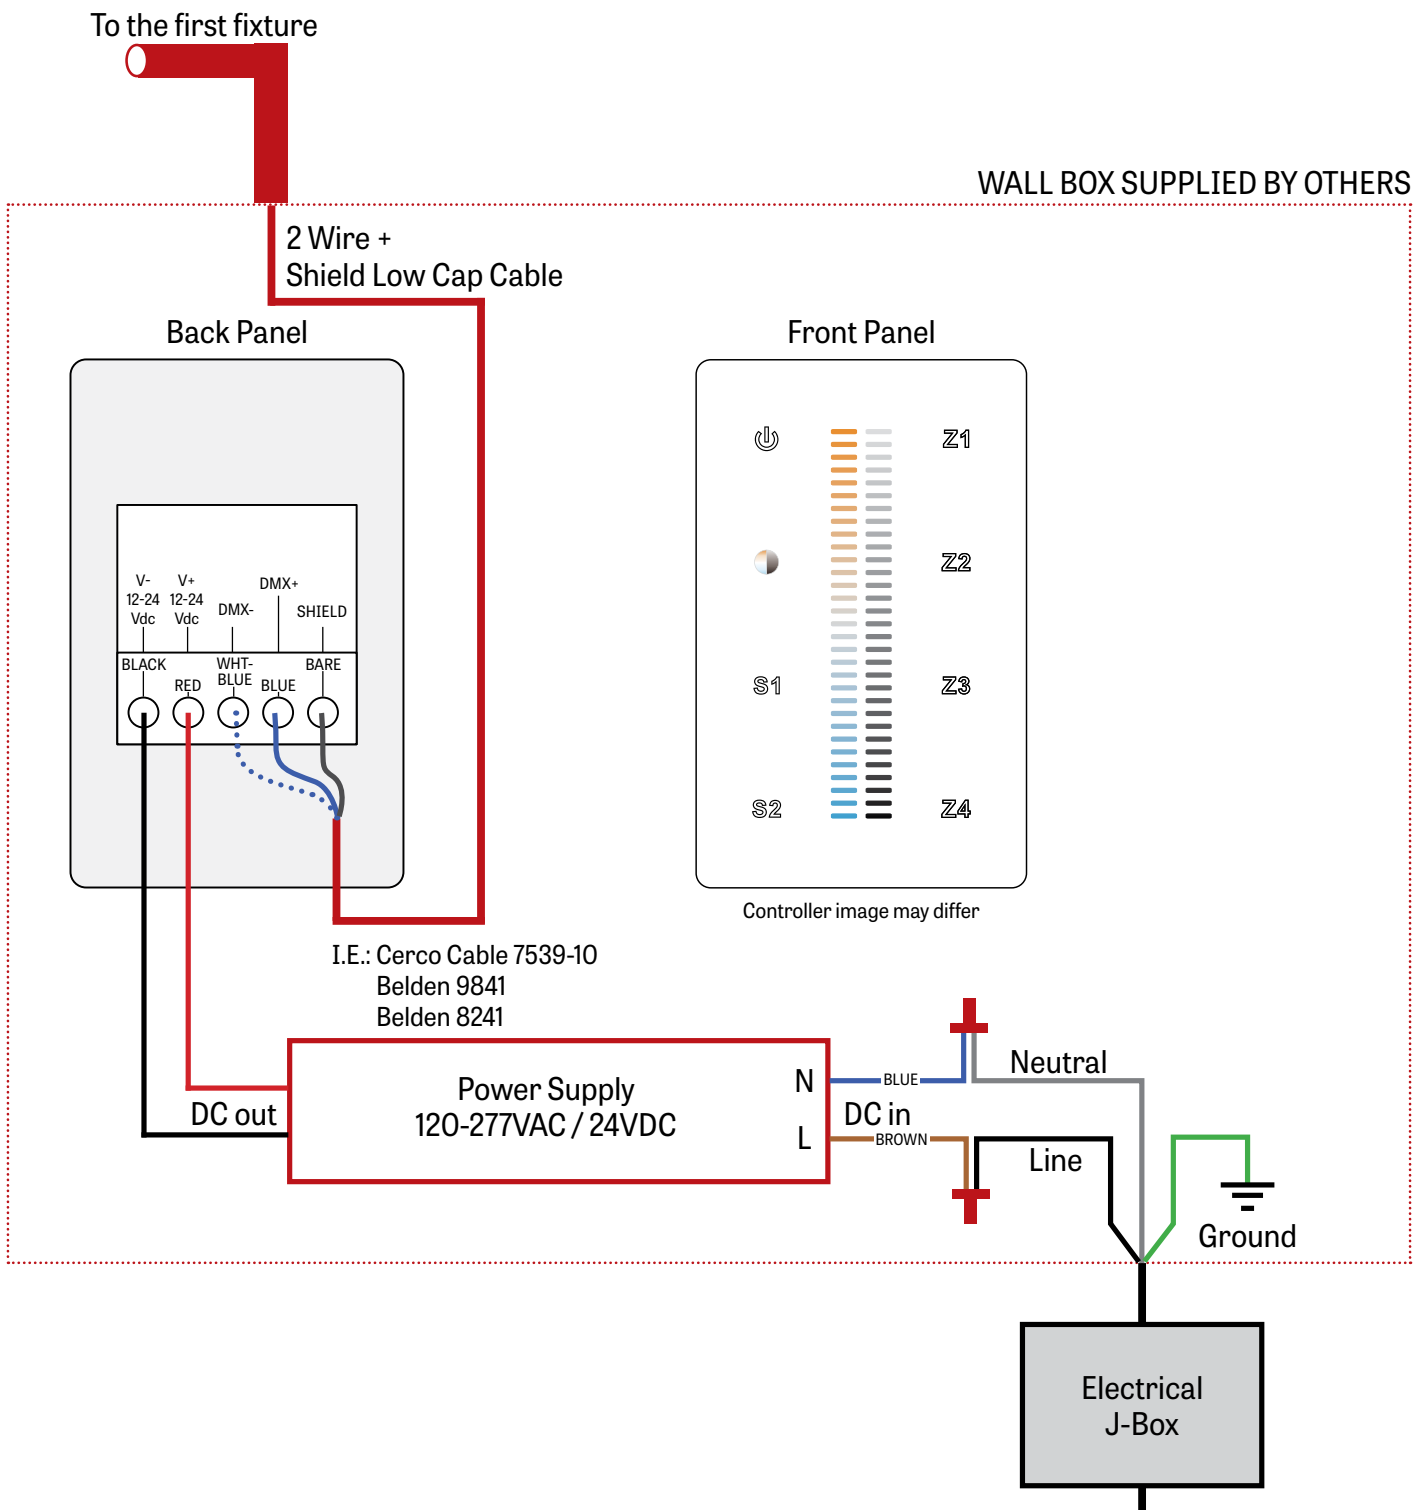 To the first fixture
WALL BOX SUPPLIED BY OTHERS
2 Wire +
Shield Low Cap Cable
Back Panel
V-
12-24
Vdc
V+
12-24
Vdc
DMX-
DMX+
SHIELD
BLACK
RED
WHT-
BLUE
BLUE
BARE
Front Panel
Z1
Z2
S1
Z3
S2
Z4
Controller image may differ
I.E.: Cerco Cable 7539-10
Belden 9841
Belden 8241
DC out
Power Supply
120-277VAC / 24VDC
N
L
BLUE
DC in
BROWN
Neutral
Line
Ground
Electrical
J-Box